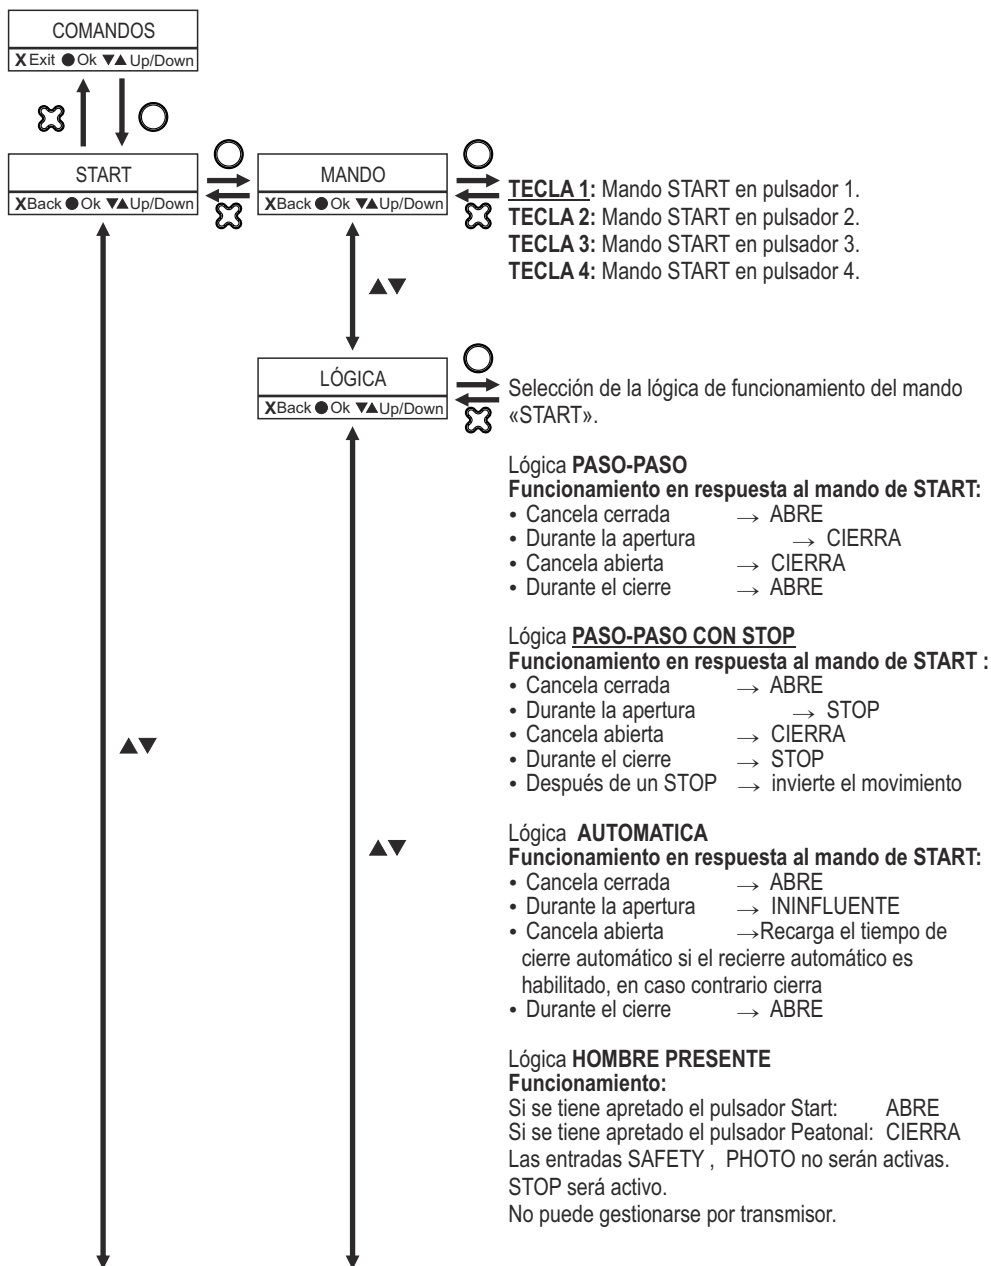 COMANDOS
X Exit ● Ok ▼▲ Up/Down
START
XBack ● Ok ▼▲Up/Down
MANDO
XBack ● Ok ▼▲Up/Down
TECLA 1: Mando START en pulsador 1.
TECLA 2: Mando START en pulsador 2.
TECLA 3: Mando START en pulsador 3.
TECLA 4: Mando START en pulsador 4.
▲▼
LÓGICA
XBack ● Ok ▼▲Up/Down
Selección de la lógica de funcionamiento del mando
«START».
Lógica PASO-PASO
Funcionamiento en respuesta al mando de START:
• Cancela cerrada → ABRE
• Durante la apertura → CIERRA
• Cancela abierta → CIERRA
• Durante el cierre → ABRE
Lógica PASO-PASO CON STOP
Funcionamiento en respuesta al mando de START :
• Cancela cerrada → ABRE
• Durante la apertura → STOP
• Cancela abierta → CIERRA
• Durante el cierre → STOP
• Después de un STOP → invierte el movimiento
▲▼
▲▼
Lógica AUTOMATICA
Funcionamiento en respuesta al mando de START:
• Cancela cerrada → ABRE
• Durante la apertura → ININFLUENTE
• Cancela abierta →Recarga el tiempo de
cierre automático si el recierre automático es
habilitado, en caso contrario cierra
• Durante el cierre → ABRE
Lógica HOMBRE PRESENTE
Funcionamiento:
Si se tiene apretado el pulsador Start: ABRE
Si se tiene apretado el pulsador Peatonal: CIERRA
Las entradas SAFETY , PHOTO no serán activas.
STOP será activo.
No puede gestionarse por transmisor.